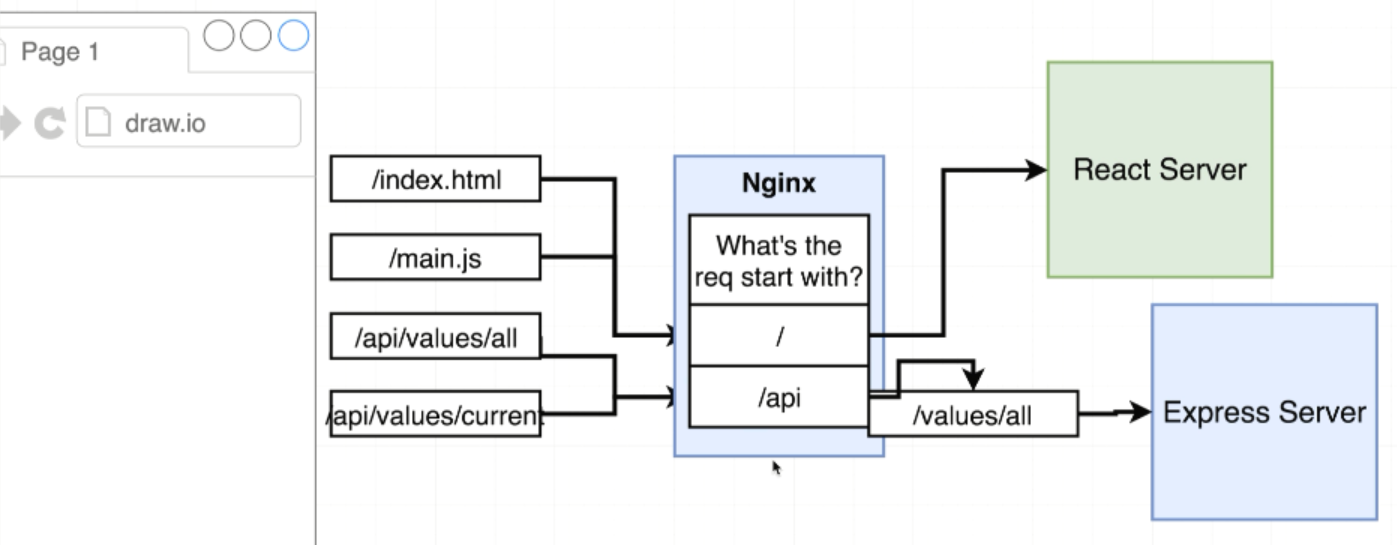 Page 1
draw.io
/index.html
/main.js
/api/values/all
/api/values/current
Nginx
What's the
req start with?
/
/api
/values/all
React Server
Express Server